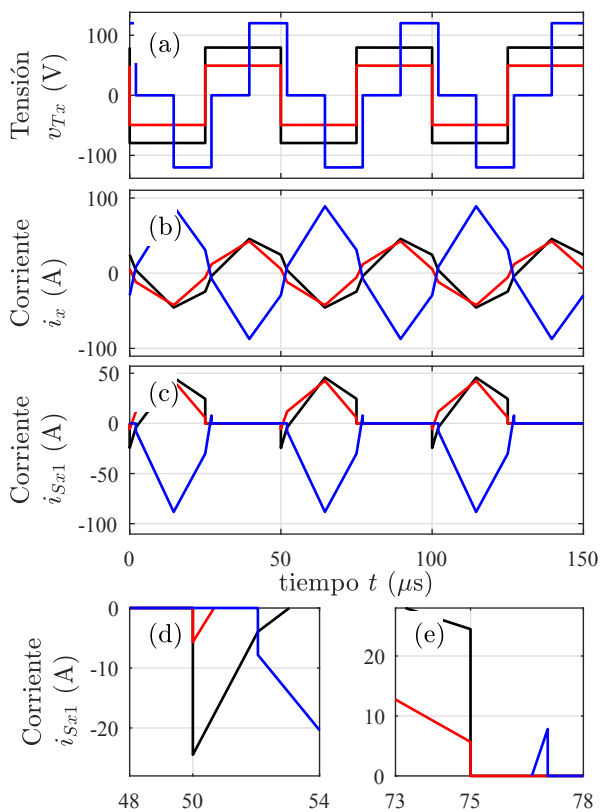 100
0
-100
Tensión
v_{Tx} (V)
(a)
100
0
-100
Corriente
i_x (A)
(b)
50
0
-50
-100
Corriente
i_{Sx1} (A)
(c)
0 50 100 150
tiempo t (μs)
0
-10
-20
Corriente
i_{Sx1} (A)
(d)
48 50 54
20
10
0
(e)
73 75 78